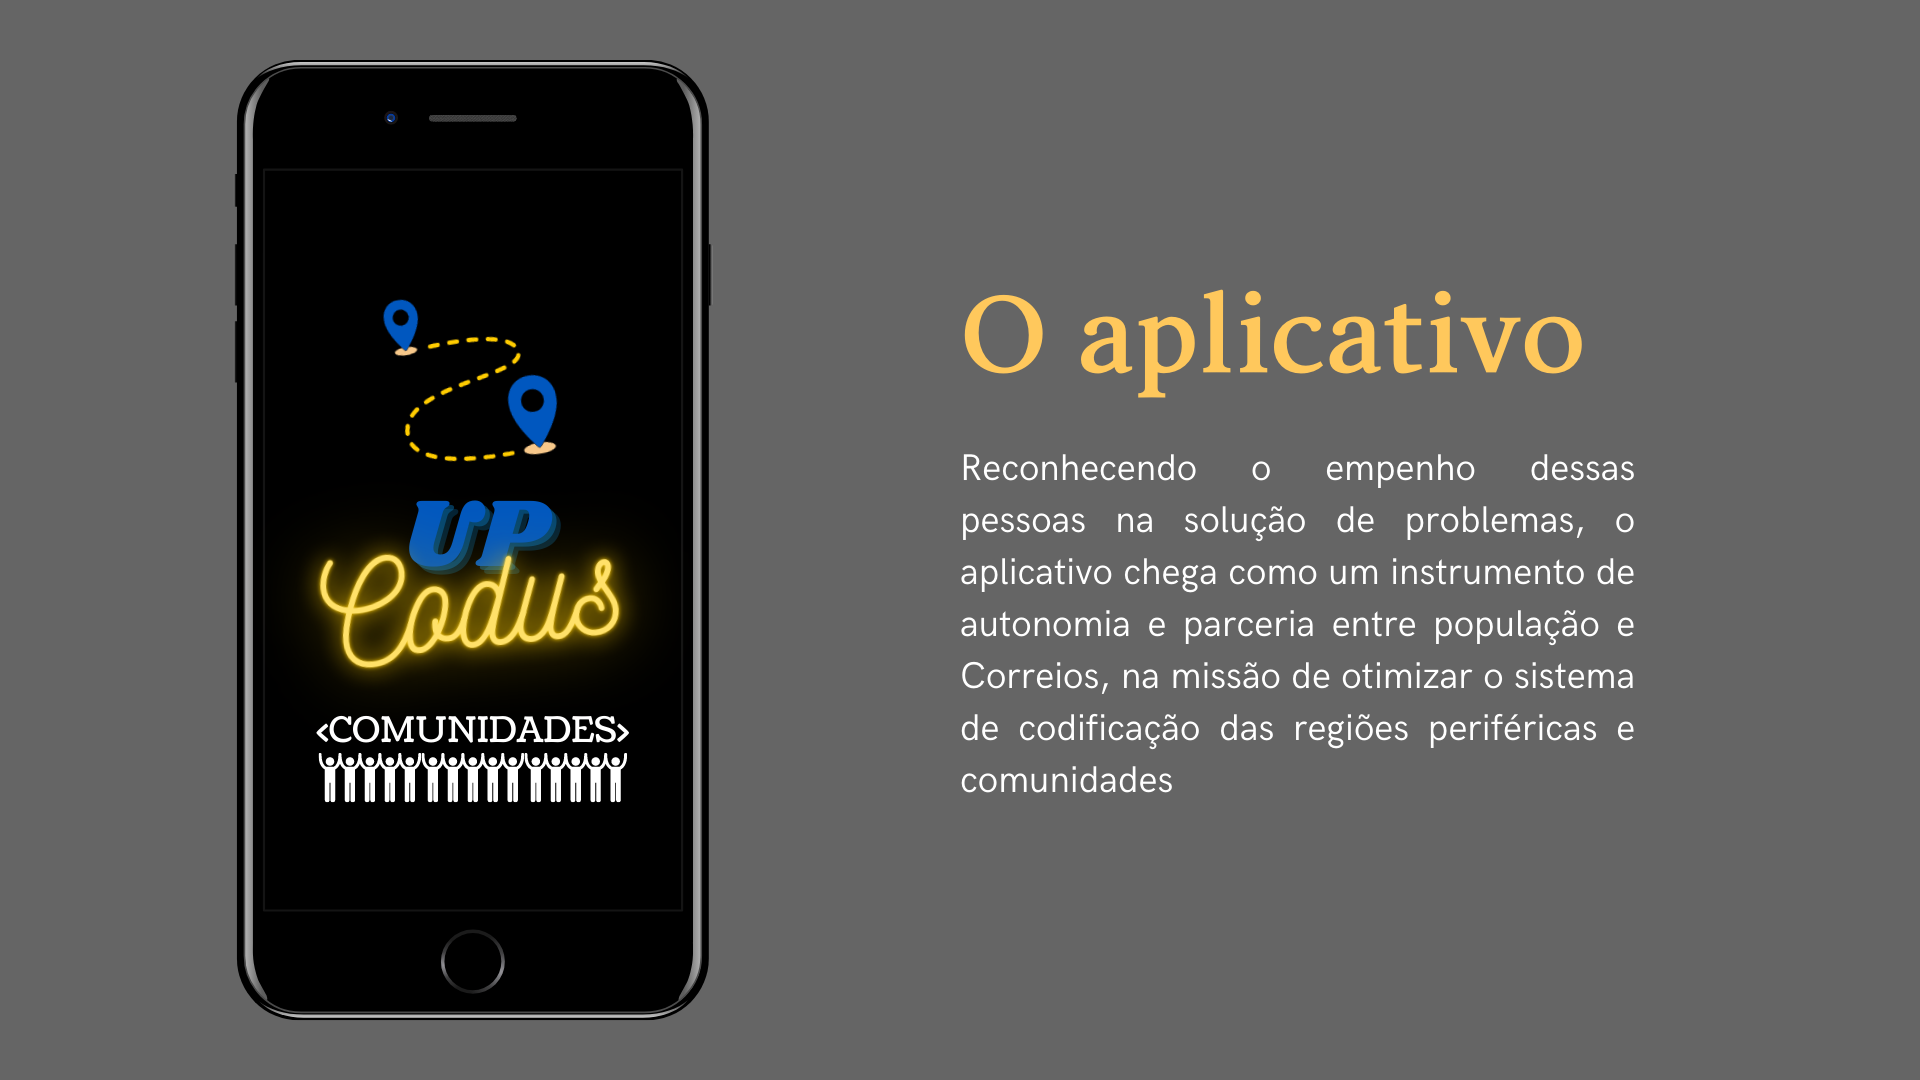 UP
Codus
<COMUNIDADES>
O aplicativo
Reconhecendo o empenho dessas
pessoas na solução de problemas, o
aplicativo chega como um instrumento de
autonomia e parceria entre população e
Correios, na missão de otimizar o sistema
de codificação das regiões periféricas e
comunidades